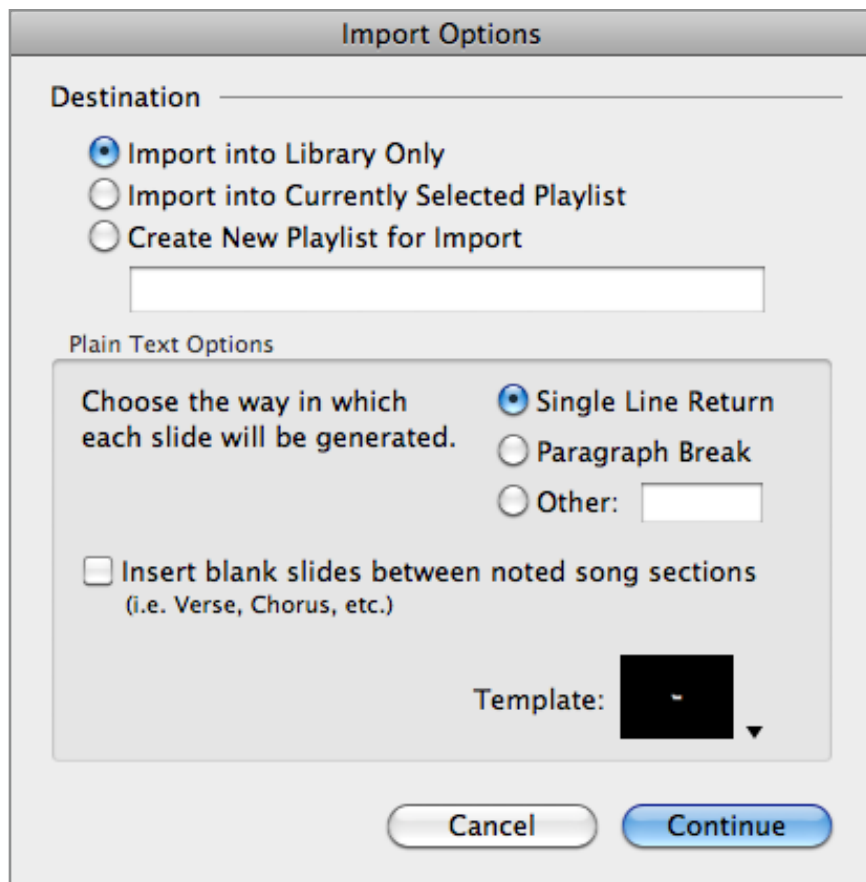 Import Options
Destination
Import into Library Only
Import into Currently Selected Playlist
Create New Playlist for Import
Plain Text Options
Choose the way in which
each slide will be generated.
Single Line Return
Paragraph Break
Other:
Insert blank slides between noted song sections
(i.e. Verse, Chorus, etc.)
Template:
Cancel
Continue